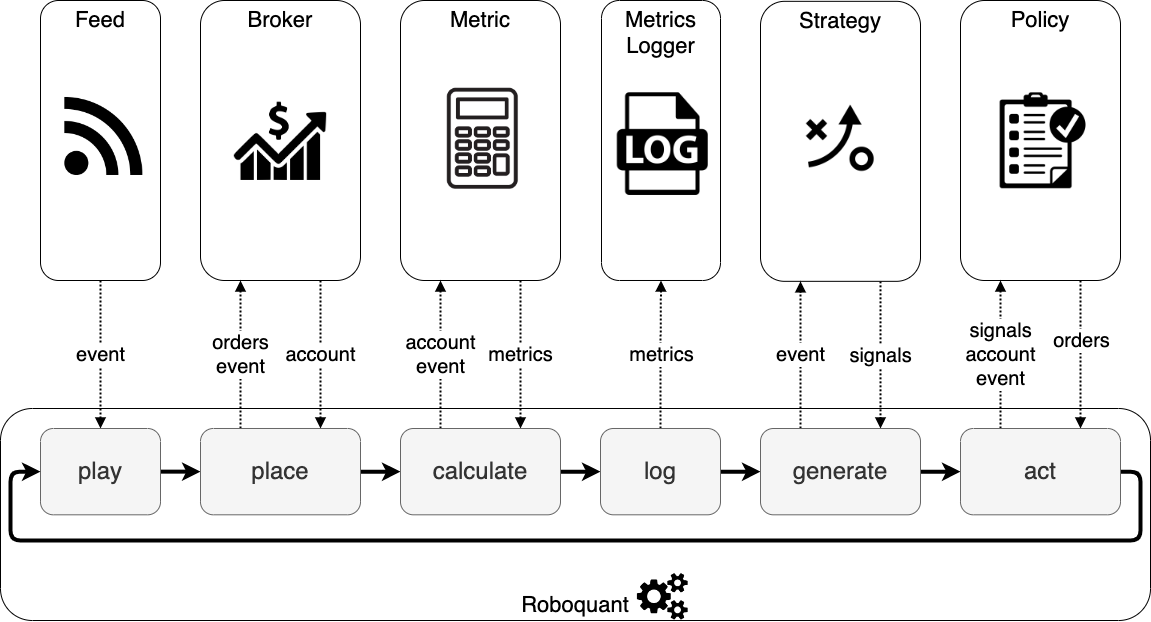 Feed
Broker
Metric
Metrics
Logger
Strategy
Policy
$
LOG
event
orders
event
account
account
event
metrics
metrics
event
signals
signals
account
event
orders
play
place
calculate
log
generate
act
Roboquant